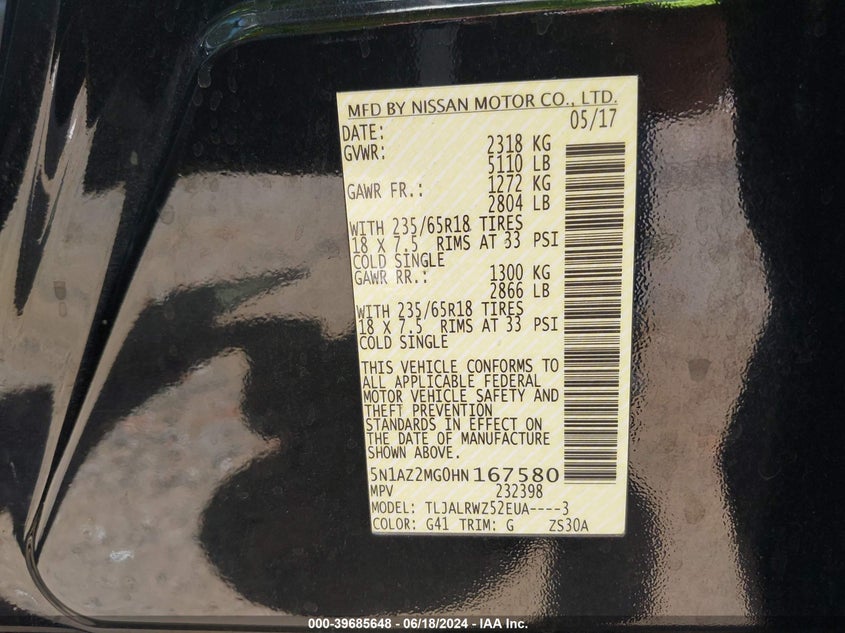 MFD BY NISSAN MOTOR CO., LTD.
DATE: 05/17
GVWR: 2318 KG
5110 LB
GAWR FR.: 1272 KG
2804 LB
WITH 235/65R18 TIRES
18 X 7.5 RIMS AT 33 PSI
COLD SINGLE
GAWR RR.: 1300 KG
2866 LB
WITH 235/65R18 TIRES
18 X 7.5 RIMS AT 33 PSI
COLD SINGLE
THIS VEHICLE CONFORMS TO
ALL APPLICABLE FEDERAL
MOTOR VEHICLE SAFETY AND
THEFT PREVENTION
STANDARDS IN EFFECT ON
THE DATE OF MANUFACTURE
SHOWN ABOVE.
5N1AZ2MG0HN167580
MPV 232398
MODEL: TLJALRWZ52EUA----3
COLOR: G41 TRIM: G ZS30A
000-39685648 - 06/18/2024 - IAA Inc.